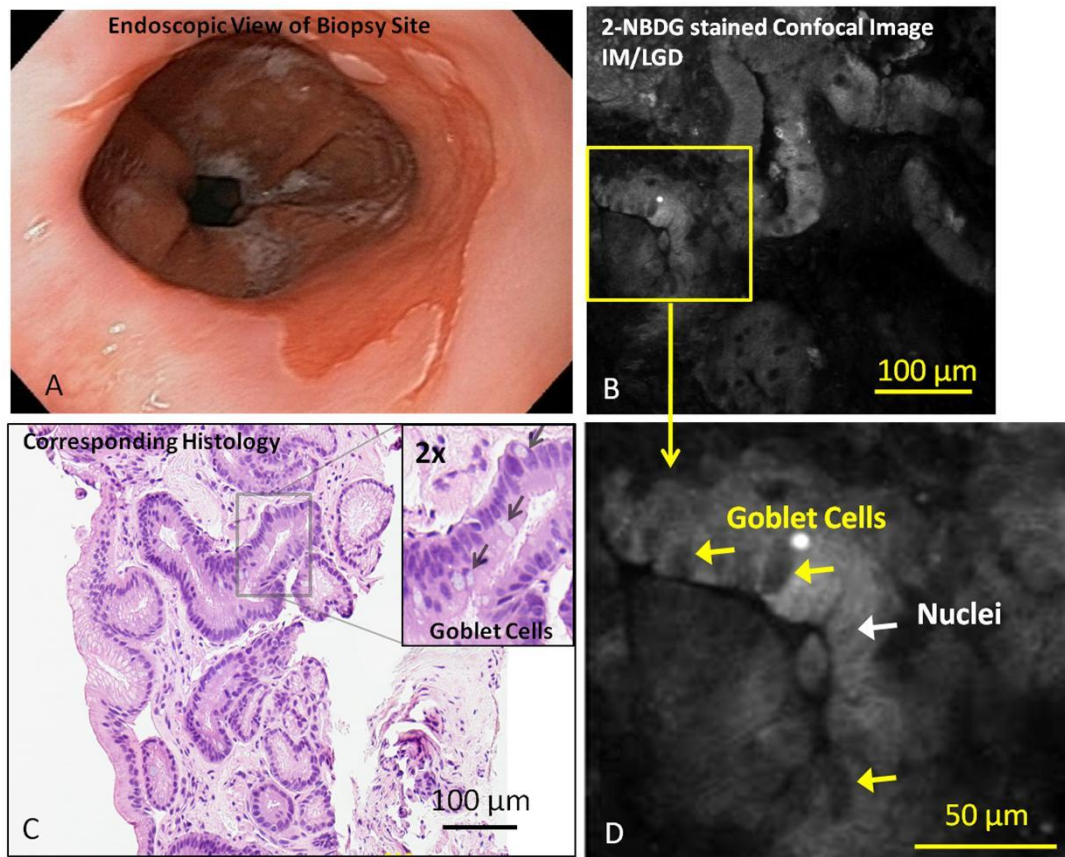 Endoscopic View of Biopsy Site
A
2-NBDG stained Confocal Image
IM/LGD
B
100 µm
Corresponding Histology
2x
Goblet Cells
C
100 µm
Goblet Cells
Nuclei
D
50 µm